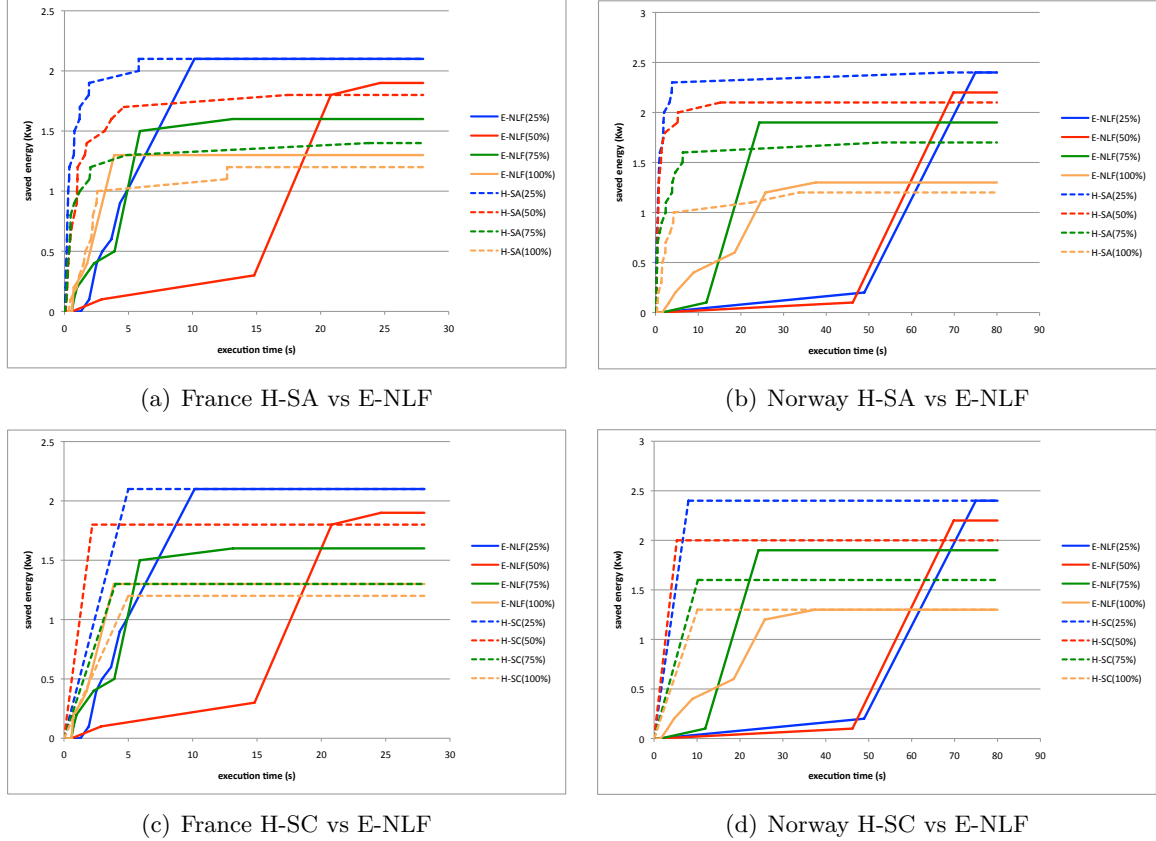 2.5
2
1.5
1
0.5
0
saved energy (Kw)
0 5 10 15 20 25 30
execution time (s)
E-NLF(25%)
E-NLF(50%)
E-NLF(75%)
E-NLF(100%)
H-SA(25%)
H-SA(50%)
H-SA(75%)
H-SA(100%)
(a) France H-SA vs E-NLF
3
2.5
2
1.5
1
0.5
0
saved energy (Kw)
0 10 20 30 40 50 60 70 80 90
execution time (s)
E-NLF(25%)
E-NLF(50%)
E-NLF(75%)
E-NLF(100%)
H-SA(25%)
H-SA(50%)
H-SA(75%)
H-SA(100%)
(b) Norway H-SA vs E-NLF
2.5
2
1.5
1
0.5
0
saved energy (Kw)
0 5 10 15 20 25 30
execution time (s)
E-NLF(25%)
E-NLF(50%)
E-NLF(75%)
E-NLF(100%)
H-SC(25%)
H-SC(50%)
H-SC(75%)
H-SC(100%)
(c) France H-SC vs E-NLF
3
2.5
2
1.5
1
0.5
0
saved energy (Kw)
0 10 20 30 40 50 60 70 80 90
execution time (s)
E-NLF(25%)
E-NLF(50%)
E-NLF(75%)
E-NLF(100%)
H-SC(25%)
H-SC(50%)
H-SC(75%)
H-SC(100%)
(d) Norway H-SC vs E-NLF